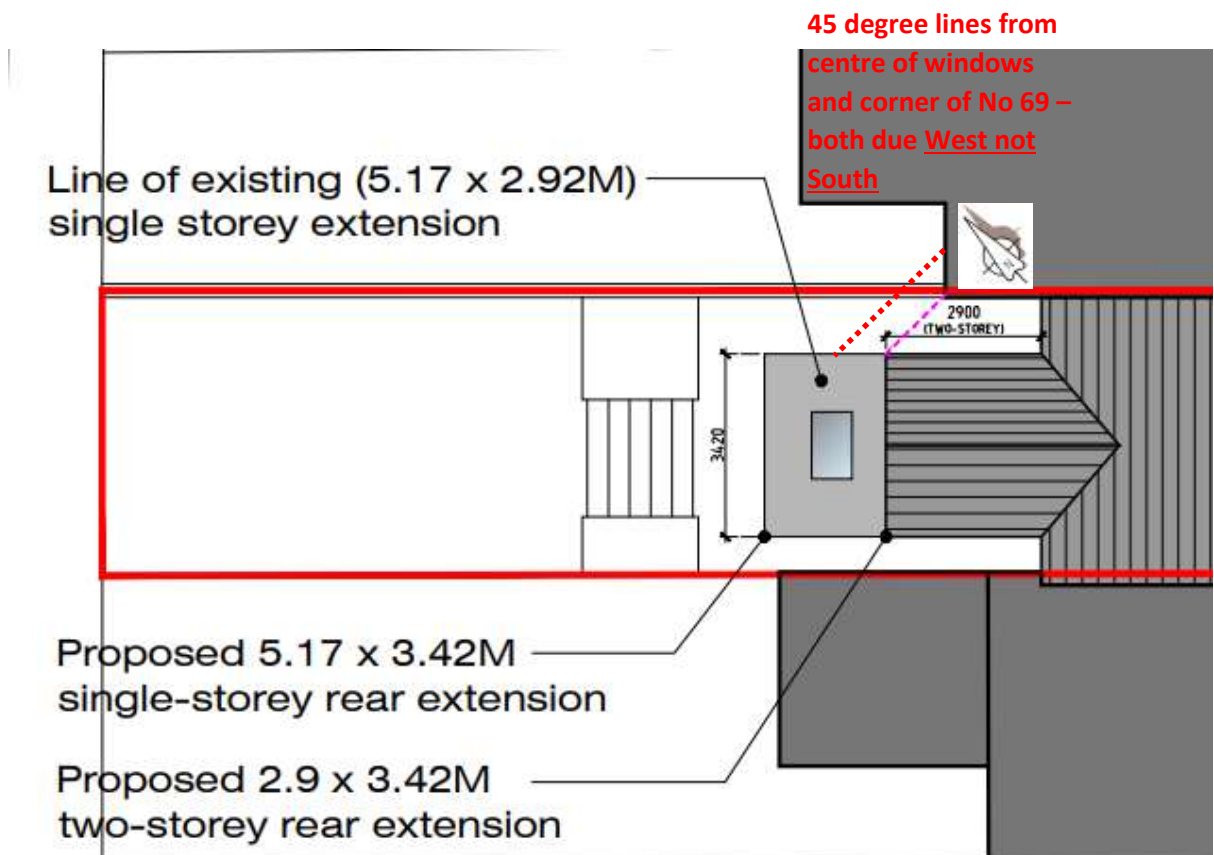 45 degree lines from
centre of windows
and corner of No 69 –
both due West not
South
Line of existing (5.17 x 2.92M)
single storey extension
N
2900
(TWO-STOREY)
3420
Proposed 5.17 x 3.42M
single-storey rear extension
Proposed 2.9 x 3.42M
two-storey rear extension